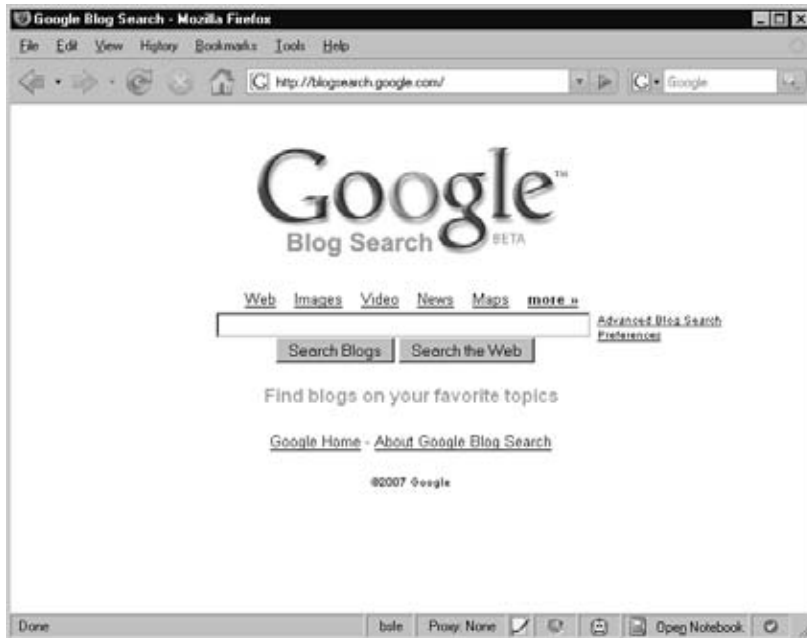 Google Blog Search - Mozilla Firefox
File Edit View History Bookmarks Tools Help
http://blogsearch.google.com/ Google
Google™
Blog Search BETA
Web Images Video News Maps more »
Advanced Blog Search
Preferences
Search Blogs Search the Web
Find blogs on your favorite topics
Google Home - About Google Blog Search
©2007 Google
Done bsle Proxy: None Open Notebook